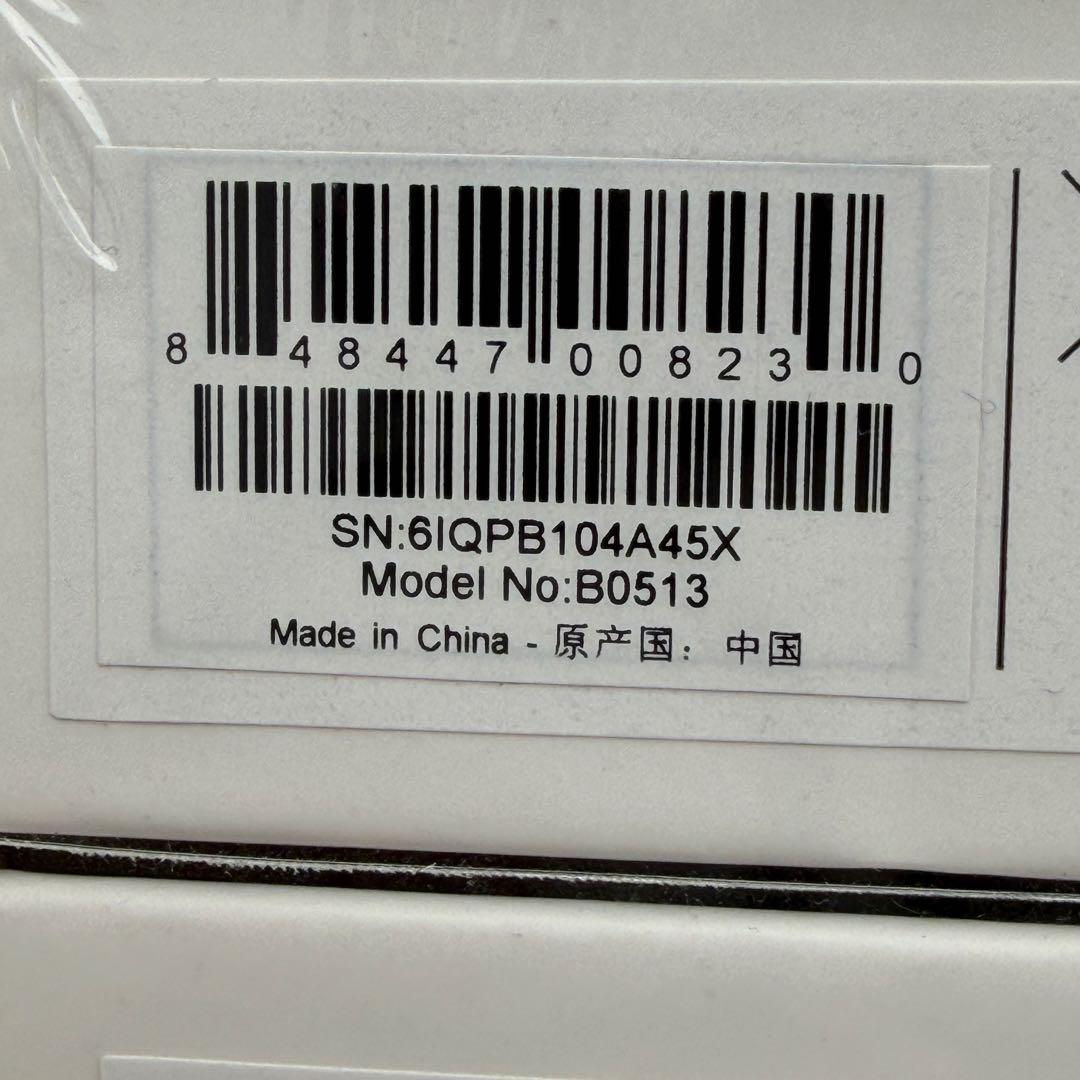 8 48447 00823 0
SN:6IQPB104A45X
Model No:B0513
Made in China - 原产国：中国